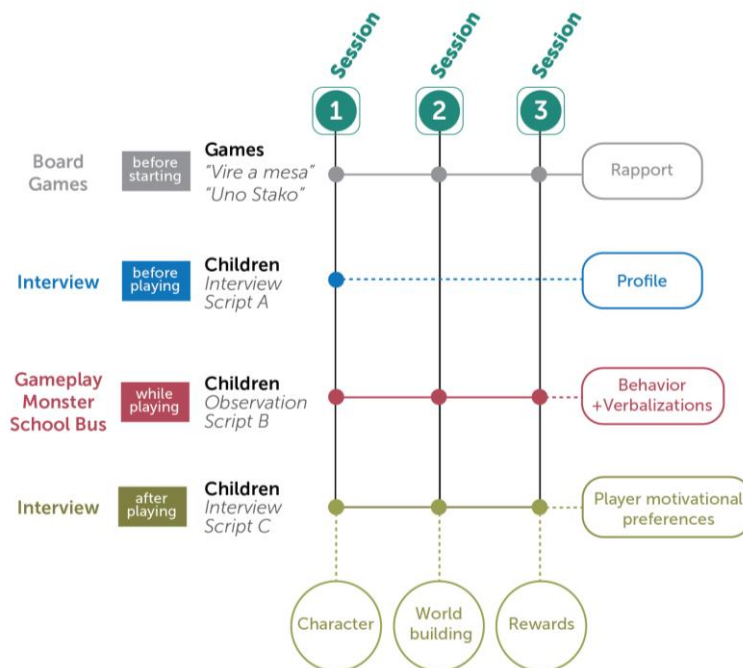 Session
Session
Session
1
2
3
Board
Games
before
starting
Games
"Vire a mesa"
"Uno Stako"
Rapport
Interview
before
playing
Children
Interview
Script A
Profile
Gameplay
Monster
School Bus
while
playing
Children
Observation
Script B
Behavior
+Verbalizations
Interview
after
playing
Children
Interview
Script C
Player motivational
preferences
Character
World
building
Rewards